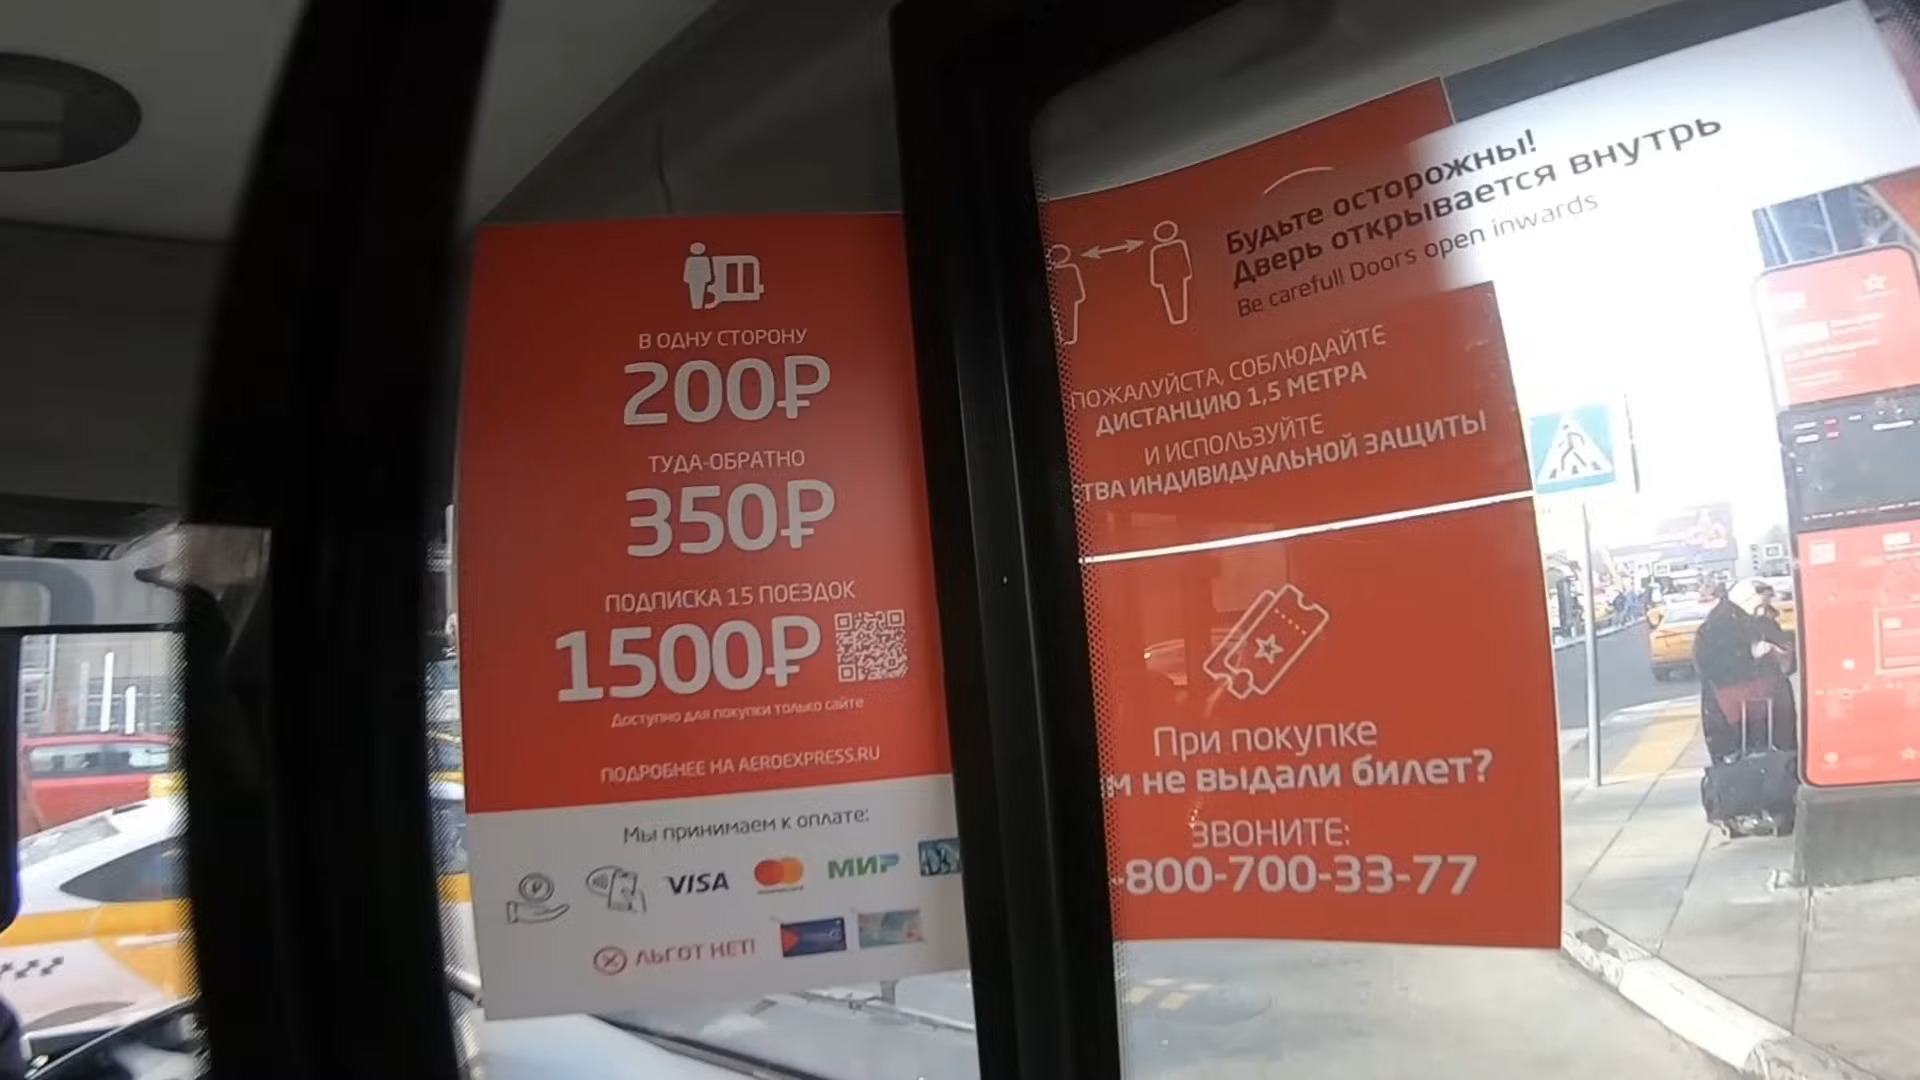 В ОДНУ СТОРОНУ
200₽
ТУДА-ОБРАТНО
350₽
ПОДПИСКА 15 ПОЕЗДОК
1500₽
Доступно для покупки только сайте
ПОДРОБНЕЕ НА AEROEXPRESS.RU
Мы принимаем к оплате:
VISA
МИР
ЛЬГОТ НЕТ!
Будьте осторожны!
Дверь открывается внутрь
Be carefull Doors open inwards
ПОЖАЛУЙСТА, СОБЛЮДАЙТЕ
ДИСТАНЦИЮ 1,5 МЕТРА
И ИСПОЛЬЗУЙТЕ
ТВА ИНДИВИДУАЛЬНОЙ ЗАЩИТЫ
При покупке
м не выдали билет?
ЗВОНИТЕ:
-800-700-33-77